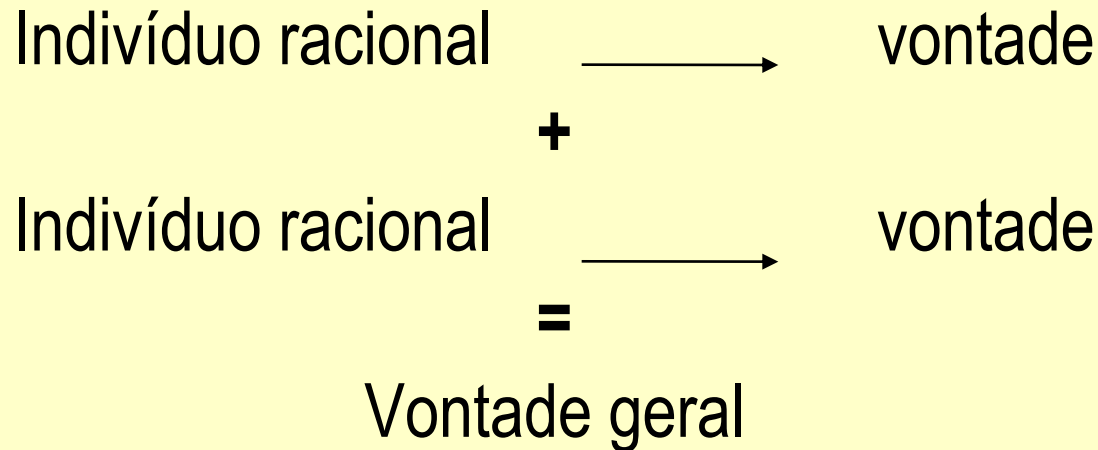 Indivíduo racional vontade
+
Indivíduo racional vontade
=
Vontade geral